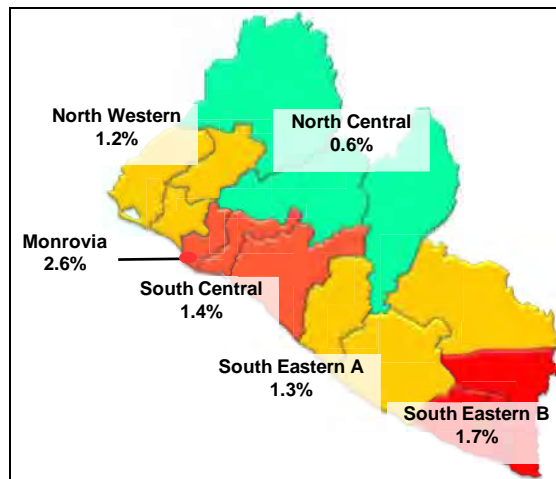 North Western
1.2%
North Central
0.6%
Monrovia
2.6%
South Central
1.4%
South Eastern A
1.3%
South Eastern B
1.7%